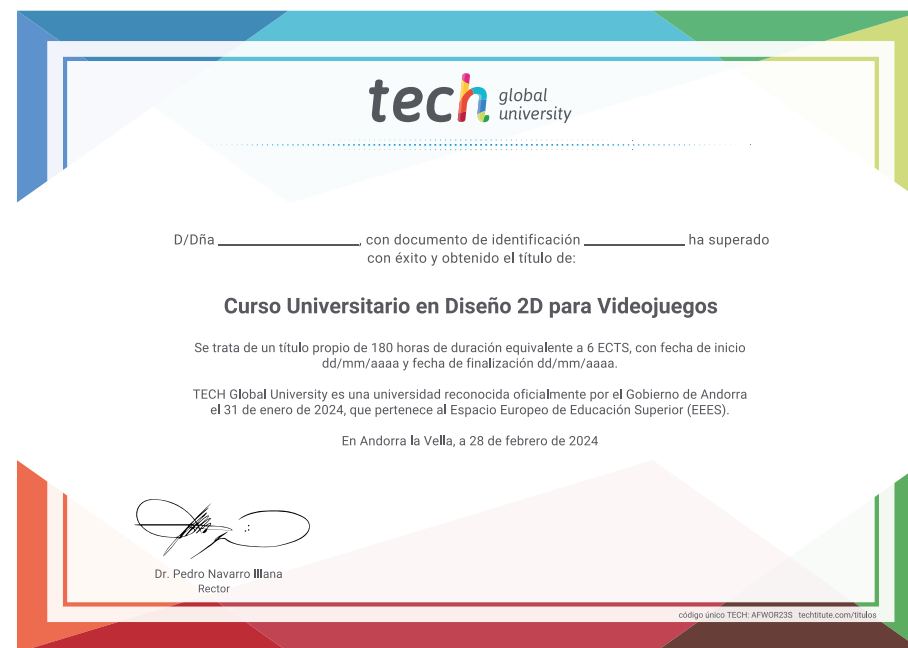 tech global university
D/Dña ______________, con documento de identificación __________ ha superado
con éxito y obtenido el título de:
Curso Universitario en Diseño 2D para Videojuegos
Se trata de un título propio de 180 horas de duración equivalente a 6 ECTS, con fecha de inicio
dd/mm/aaaa y fecha de finalización dd/mm/aaaa.
TECH Global University es una universidad reconocida oficialmente por el Gobierno de Andorra
el 31 de enero de 2024, que pertenece al Espacio Europeo de Educación Superior (EEES).
En Andorra la Vella, a 28 de febrero de 2024
Dr. Pedro Navarro Illana
Rector
código único TECH: AFWOR23S techtitute.com/titulos